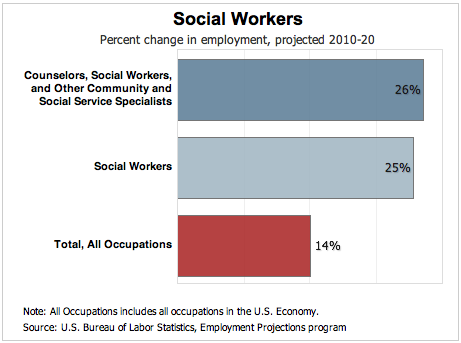 Social Workers
Percent change in employment, projected 2010-20
Counselors, Social Workers,
and Other Community and
Social Service Specialists
26%
Social Workers
25%
Total, All Occupations
14%
Note: All Occupations includes all occupations in the U.S. Economy.
Source: U.S. Bureau of Labor Statistics, Employment Projections program